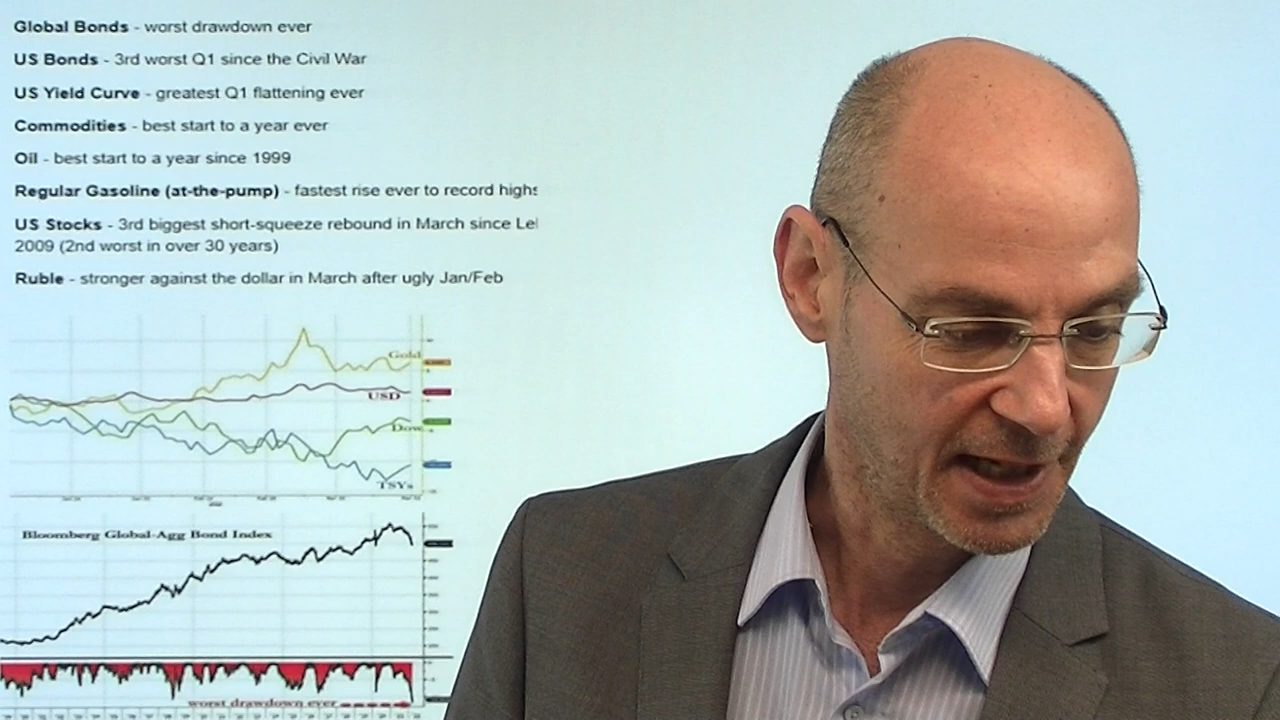 Global Bonds - worst drawdown ever
US Bonds - 3rd worst Q1 since the Civil War
US Yield Curve - greatest Q1 flattening ever
Commodities - best start to a year ever
Oil - best start to a year since 1999
Regular Gasoline (at-the-pump) - fastest rise ever to record highs
US Stocks - 3rd biggest short-squeeze rebound in March since
2009 (2nd worst in over 30 years)
Ruble - stronger against the dollar in March after ugly Jan/Feb
Gold
USD
Dow
TSYs
Bloomberg Global-Agg Bond Index
worst drawdown ever